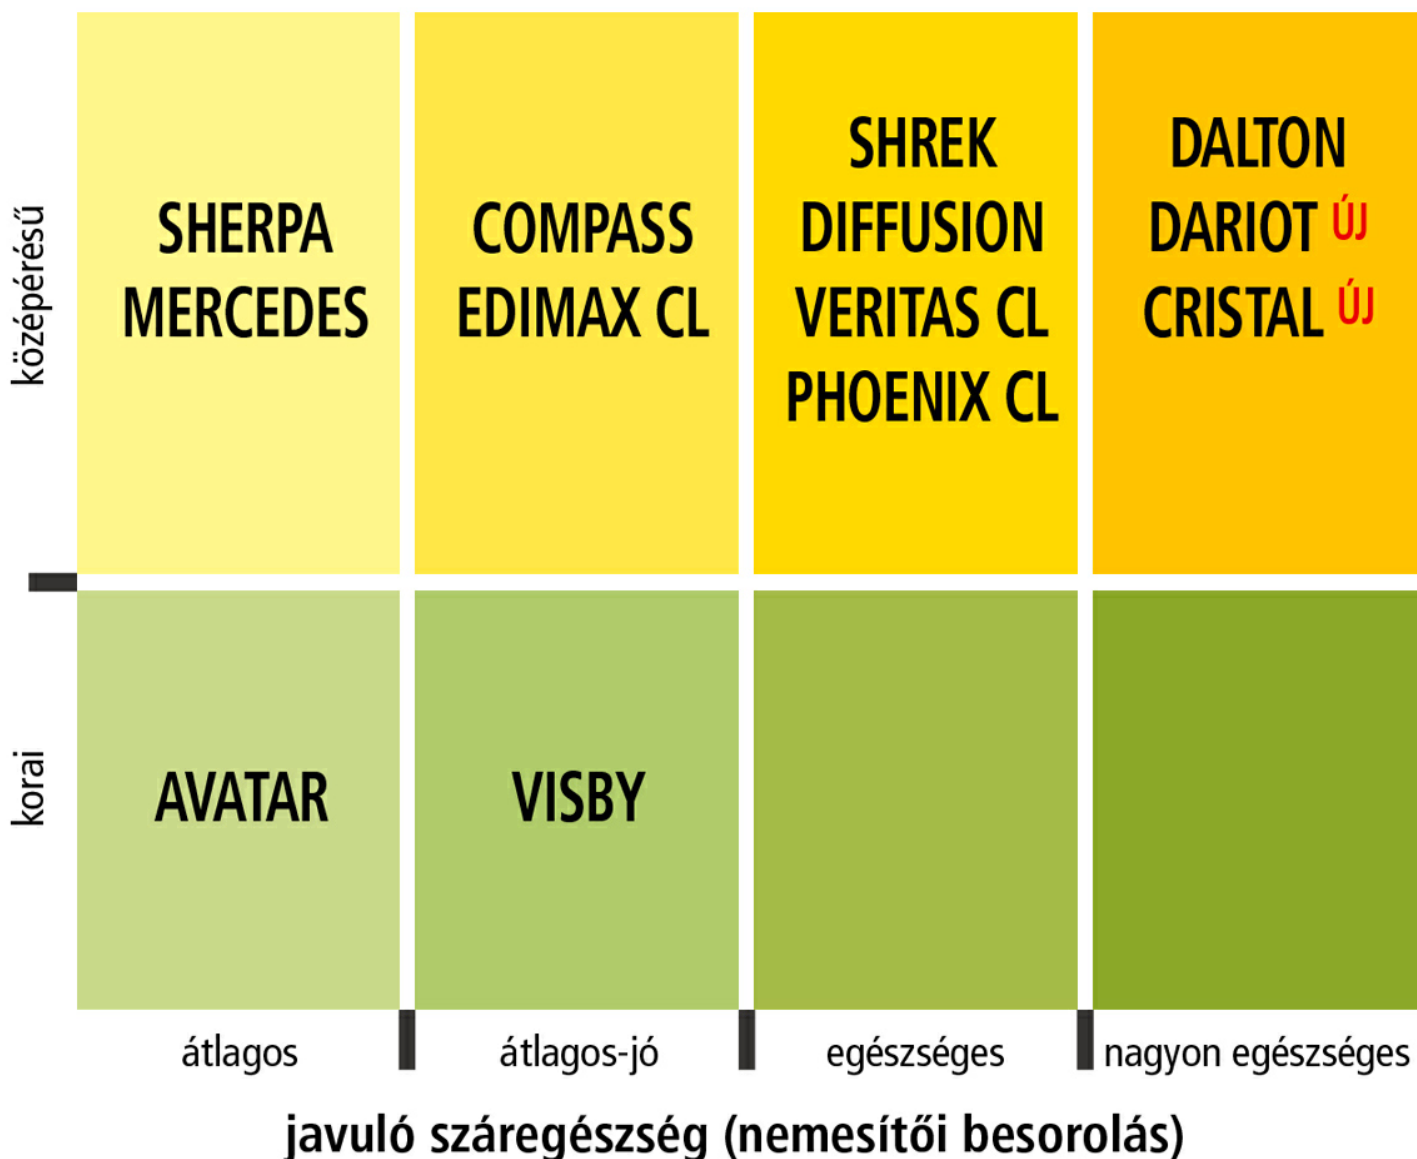 középérésű
SHERPA
MERCEDES
COMPASS
EDIMAX CL
SHREK
DIFFUSION
VERITAS CL
PHOENIX CL
DALTON
DARIOT ÚJ
CRISTAL ÚJ
korai
AVATAR
VISBY
átlagos
átlagos-jó
egészséges
nagyon egészséges
javuló száregészség (nemesítői besorolás)